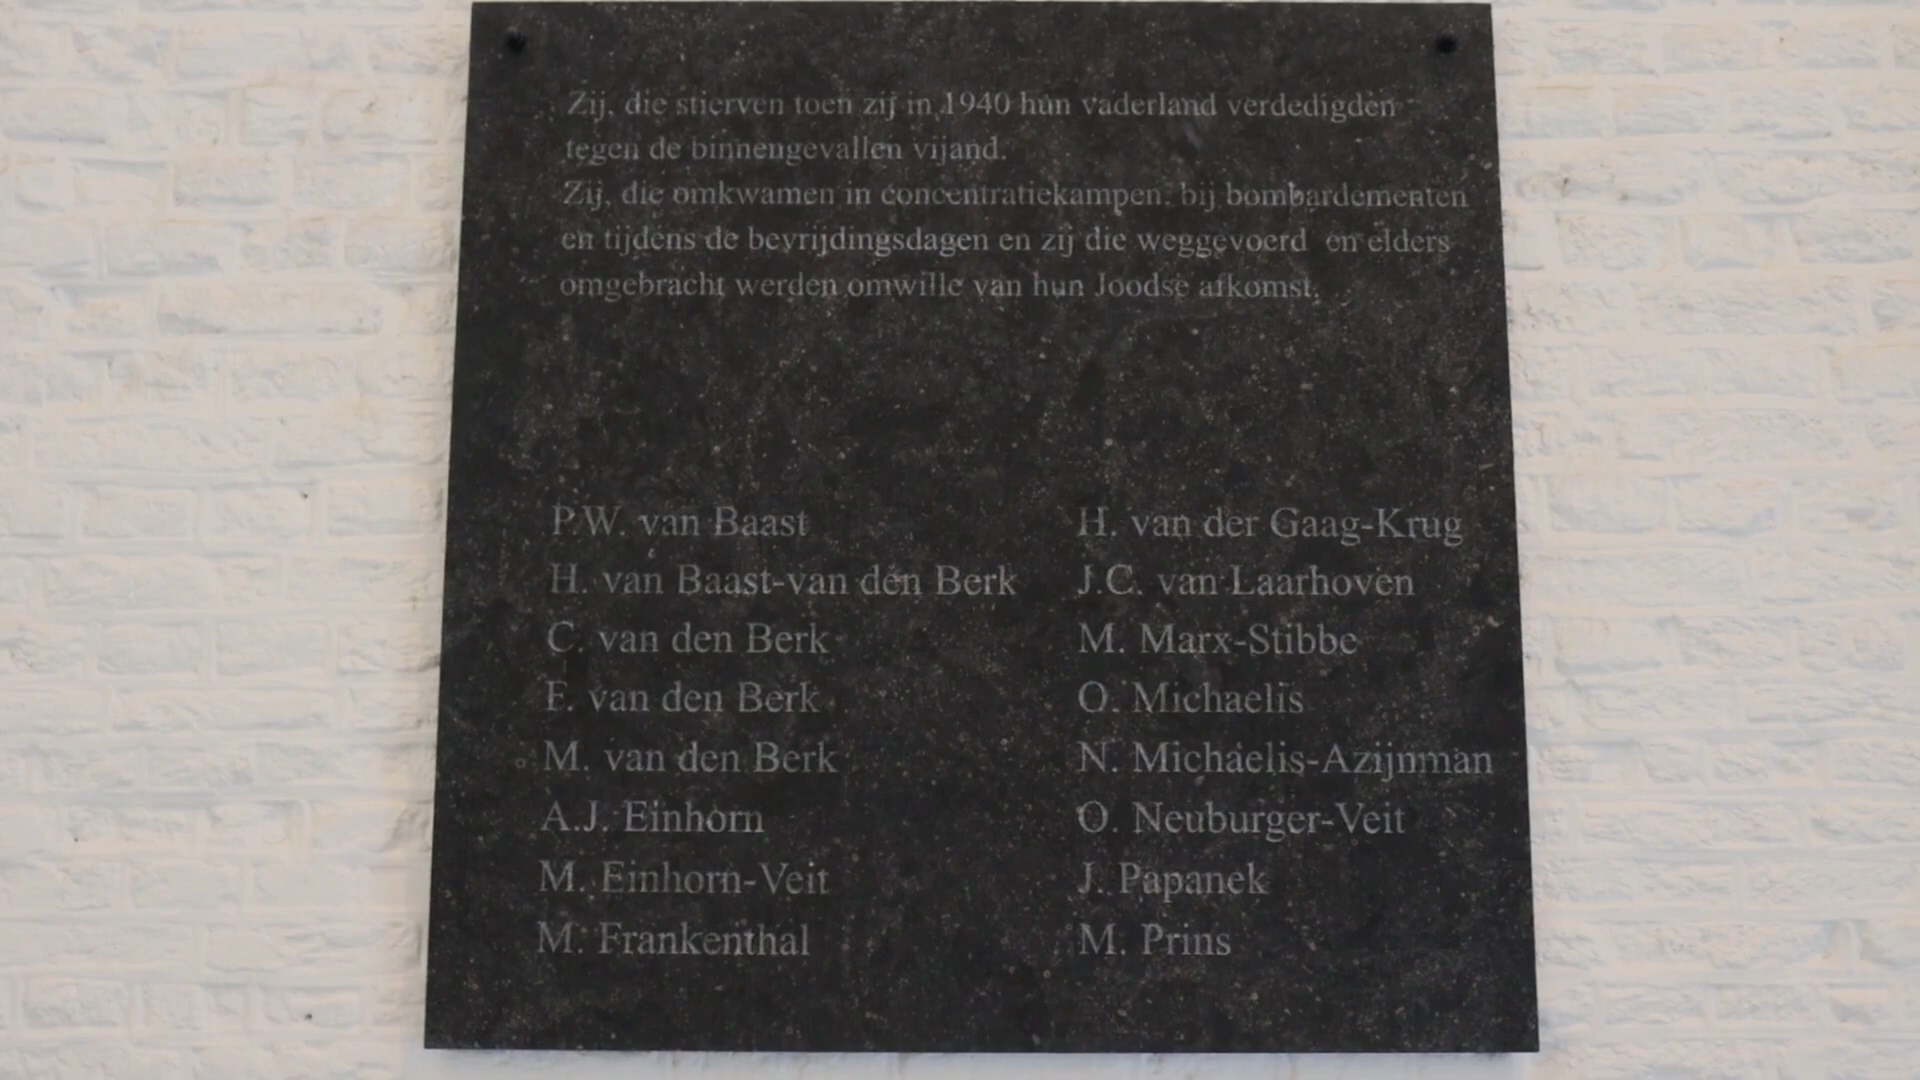 Zij, die stierven toen zij in 1940 hun vaderland verdedigden
tegen de binnengevallen vijand.
Zij, die omkwamen in concentratiekampen, bij bombardementen
en tijdens de bevrijdingsdagen en zij die weggevoerd en elders
omgebracht werden omwille van hun Joodse afkomst.
P.W. van Baast
H. van Baast-van den Berk
C. van den Berk
F. van den Berk
M. van den Berk
A.J. Einhorn
M. Einhorn-Veit
M. Frankenthal
H. van der Gaag-Krug
J.C. van Laarhoven
M. Marx-Stibbe
O. Michaelis
N. Michaelis-Azijnman
O. Neuburger-Veit
J. Papanek
M. Prins